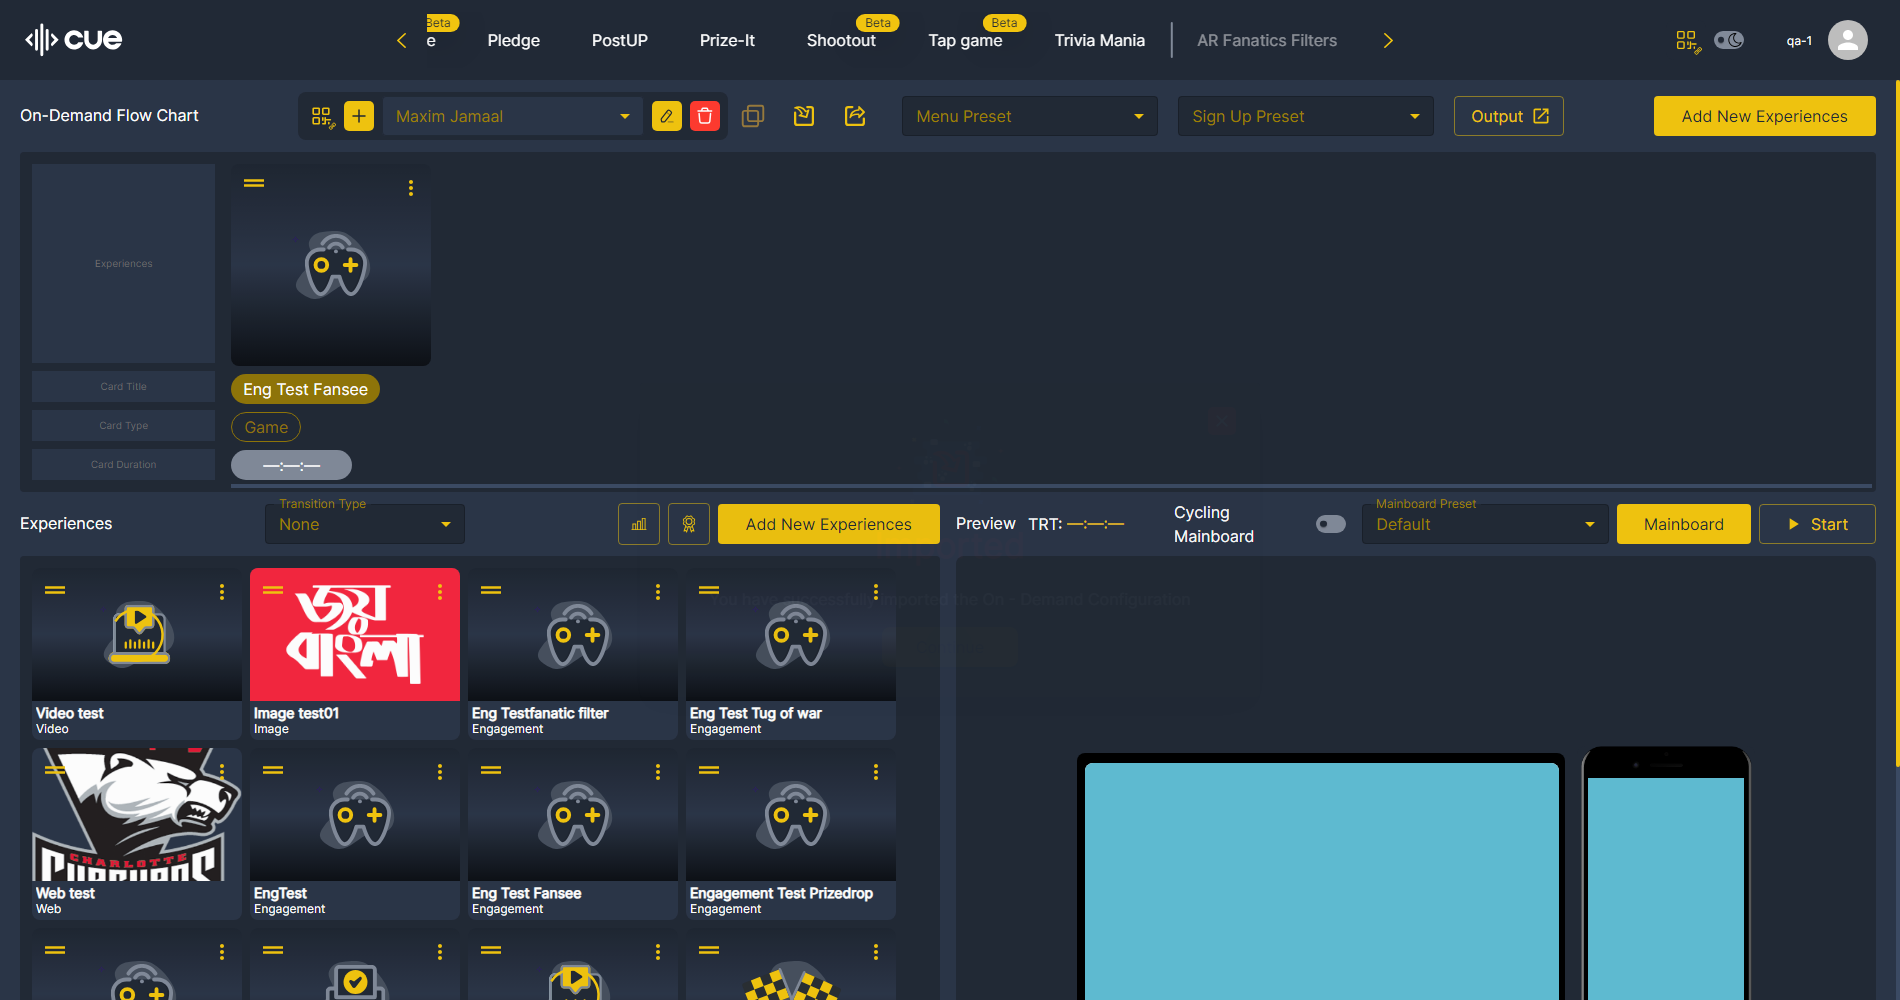 cue
e
Beta
Pledge
PostUP
Prize-It
Shootout
Beta
Tap game
Beta
Trivia Mania
AR Fanatics Filters
qa-1
On-Demand Flow Chart
Maxim Jamaal
Menu Preset
Sign Up Preset
Output
Add New Experiences
Experiences
Card Title
Card Type
Card Duration
Eng Test Fansee
Game
—:—:—
Experiences
Transition Type
None
Add New Experiences
Preview
TRT: —:—:—
Cycling
Mainboard
Mainboard Preset
Default
Mainboard
Start
You have successfully imported the On - Demand Configuration
Video test
Video
জয়
বাংলা
Image test01
Image
Eng Testfanatic filter
Engagement
Eng Test Tug of war
Engagement
CHARLOTTE
Web test
Web
EngTest
Engagement
Eng Test Fansee
Engagement
Engagement Test Prizedrop
Engagement